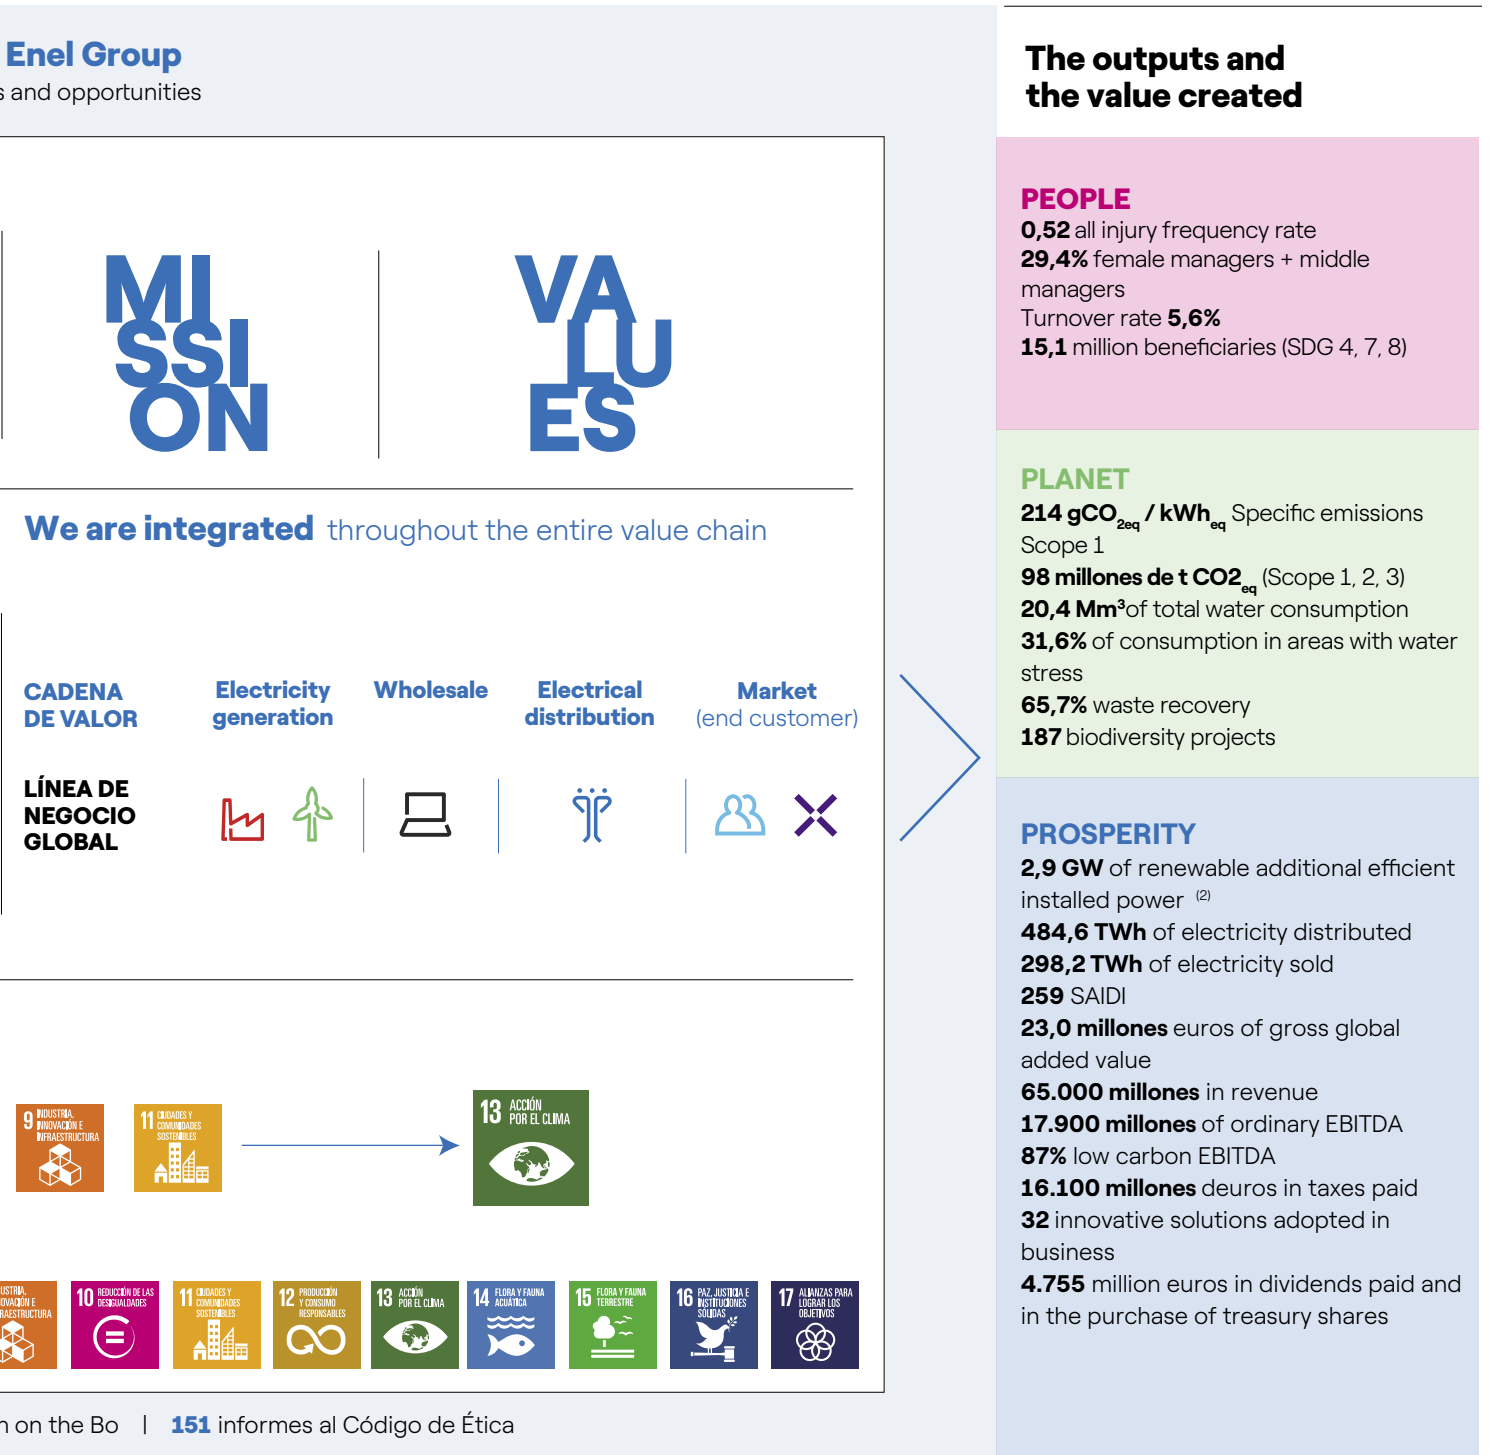 Enel Group
s and opportunities
MI
SSI
ON
VA
LU
ES
We are integrated throughout the entire value chain
CADENA
DE VALOR
Electricity
generation
Wholesale
Electrical
distribution
Market
(end customer)
LÍNEA DE
NEGOCIO
GLOBAL
9 INDUSTRIA,
INNOVACIÓN E
INFRAESTRUCTURA
11 CIUDADES Y
COMUNIDADES
SOSTENIBLES
13 ACCIÓN
POR EL CLIMA
USTRIA,
OVACIÓN E
RAESTRUCTURA
10 REDUCCIÓN DE LAS
DESIGUALDADES
11 CIUDADES Y
COMUNIDADES
SOSTENIBLES
12 PRODUCCIÓN
Y CONSUMO
RESPONSABLES
13 ACCIÓN
POR EL CLIMA
14 FLORA Y FAUNA
ACUÁTICA
15 FLORA Y FAUNA
TERRESTRE
16 PAZ, JUSTICIA E
INSTITUCIONES
SÓLIDAS
17 ALIANZAS PARA
LOGRAR LOS
OBJETIVOS
n on the Bo | 151 informes al Código de Ética
The outputs and
the value created
PEOPLE
0,52 all injury frequency rate
29,4% female managers + middle
managers
Turnover rate 5,6%
15,1 million beneficiaries (SDG 4, 7, 8)
PLANET
214 gCO2eq / kWheq Specific emissions
Scope 1
98 millones de t CO2eq (Scope 1, 2, 3)
20,4 Mm³of total water consumption
31,6% of consumption in areas with water
stress
65,7% waste recovery
187 biodiversity projects
PROSPERITY
2,9 GW of renewable additional efficient
installed power (2)
484,6 TWh of electricity distributed
298,2 TWh of electricity sold
259 SAIDI
23,0 millones euros of gross global
added value
65.000 millones in revenue
17.900 millones of ordinary EBITDA
87% low carbon EBITDA
16.100 millones deuros in taxes paid
32 innovative solutions adopted in
business
4.755 million euros in dividends paid and
in the purchase of treasury shares